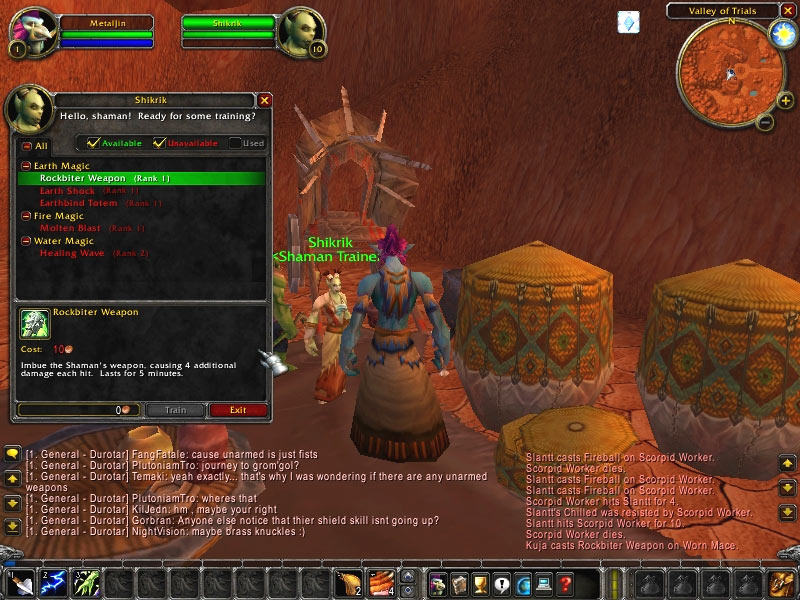 Metaljin
1
Shikrik
10
Valley of Trials
N
Shikrik
Hello, shaman! Ready for some training?
All
Available
Unavailable
Used
Earth Magic
Rockbiter Weapon (Rank 1)
Earth Shock (Rank 1)
Earthbind Totem (Rank 1)
Fire Magic
Molten Blast (Rank 1)
Water Magic
Healing Wave (Rank 2)
Rockbiter Weapon
Cost: 10
Imbue the Shaman's weapon, causing 4 additional
damage each hit. Lasts for 5 minutes.
0
Train
Exit
Shikrik
<Shaman Traine
[1. General - Durotar] FangFatale: cause unarmed is just fists
[1. General - Durotar] PlutoniamTro: journey to grom'gol?
[1. General - Durotar] Temaki: yeah exactly... that's why I was wondering if there are any unarmed
weapons
[1. General - Durotar] PlutoniamTro: wheres that
[1. General - Durotar] KilJedn: hm , maybe your right
[1. General - Durotar] Gorbran: Anyone else notice that thier shield skill isnt going up?
[1. General - Durotar] NightVision: maybe brass knuckles :)
Slantt casts Fireball on Scorpid Worker.
Scorpid Worker dies.
Slantt casts Fireball on Scorpid Worker.
Slantt casts Fireball on Scorpid Worker.
Scorpid Worker hits Slantt for 4.
Slantt's Chilled was resisted by Scorpid Worker.
Slantt hits Scorpid Worker for 10.
Scorpid Worker dies.
Kuja casts Rockbiter Weapon on Worn Mace.
1
2
3
2
4